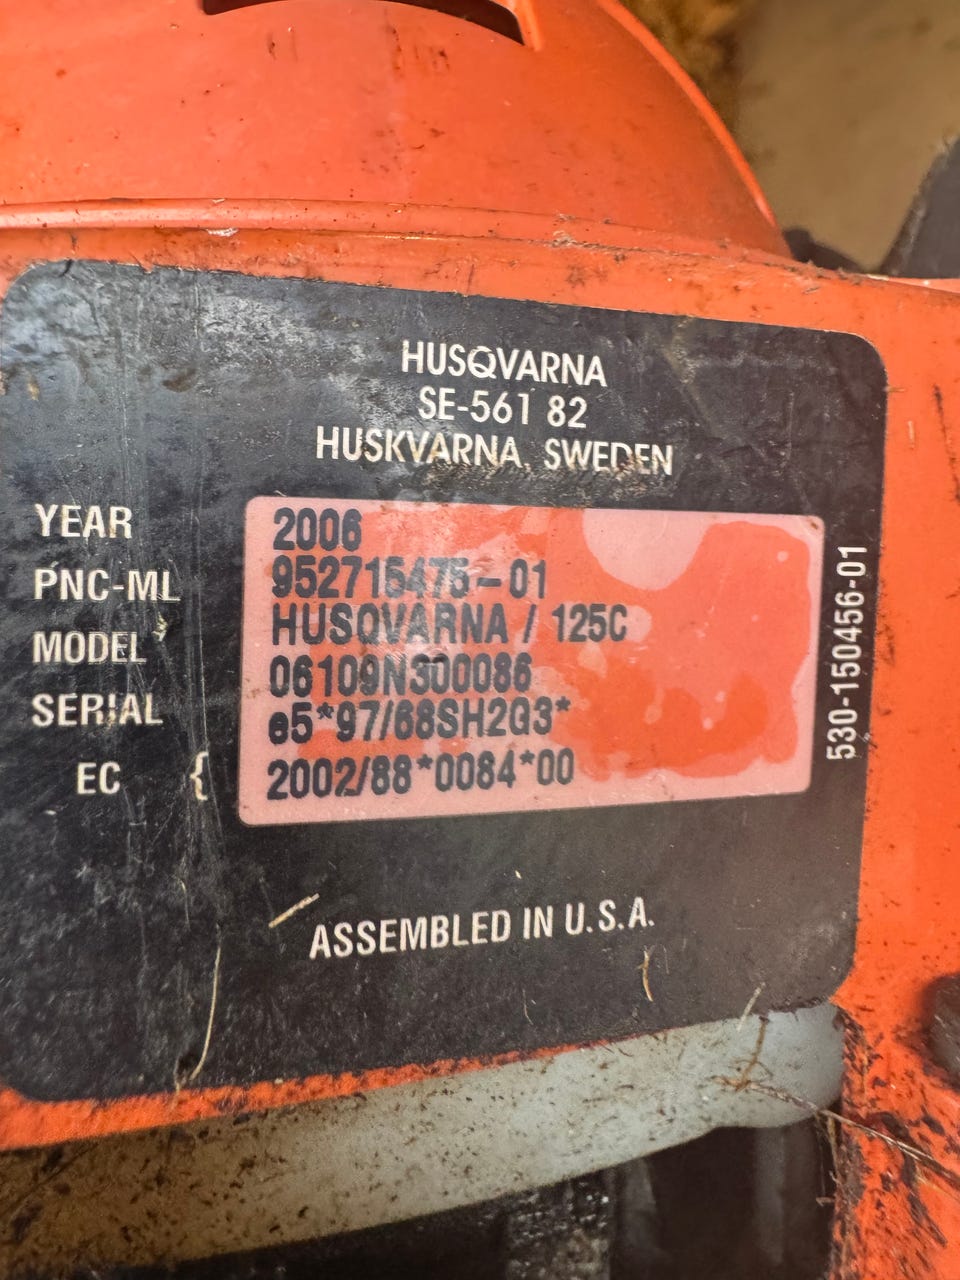 HUSQVARNA
SE-561 82
HUSKVARNA, SWEDEN
YEAR 2006
PNC-ML 952715475-01
MODEL HUSQVARNA / 125C
SERIAL 06109N300086
EC { e5*97/68SH2G3*
2002/88*0084*00
530-150456-01
ASSEMBLED IN U.S.A.